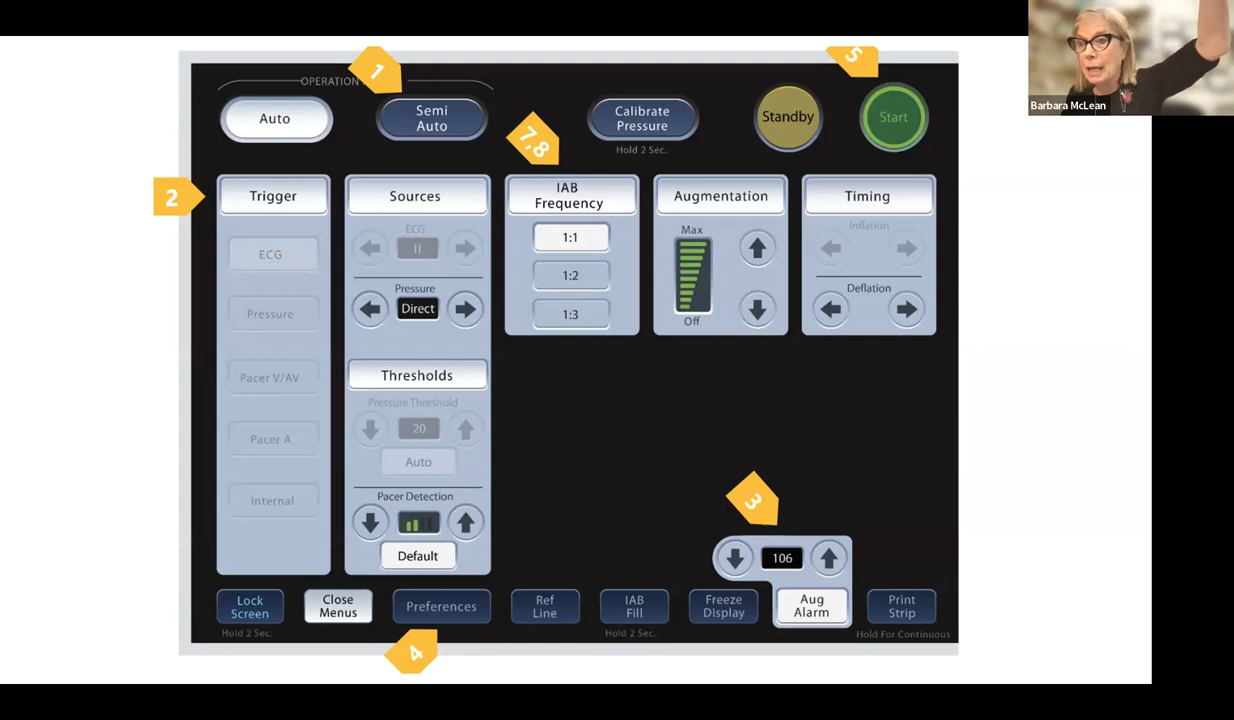 Barbara McLean
OPERATION
1
5
Auto
Semi
Auto
Calibrate
Pressure
Hold 2 Sec.
Standby
Start
7,8
2
Trigger
ECG
Pressure
Pacer V/AV
Pacer A
Internal
Sources
ECG
II
Pressure
Direct
Thresholds
Pressure Threshold
20
Auto
Pacer Detection
Default
IAB
Frequency
1:1
1:2
1:3
Augmentation
Max
Off
Timing
Inflation
Deflation
3
106
Lock
Screen
Hold 2 Sec.
Close
Menus
Preferences
4
Ref
Line
IAB
Fill
Hold 2 Sec.
Freeze
Display
Aug
Alarm
Print
Strip
Hold For Continuous